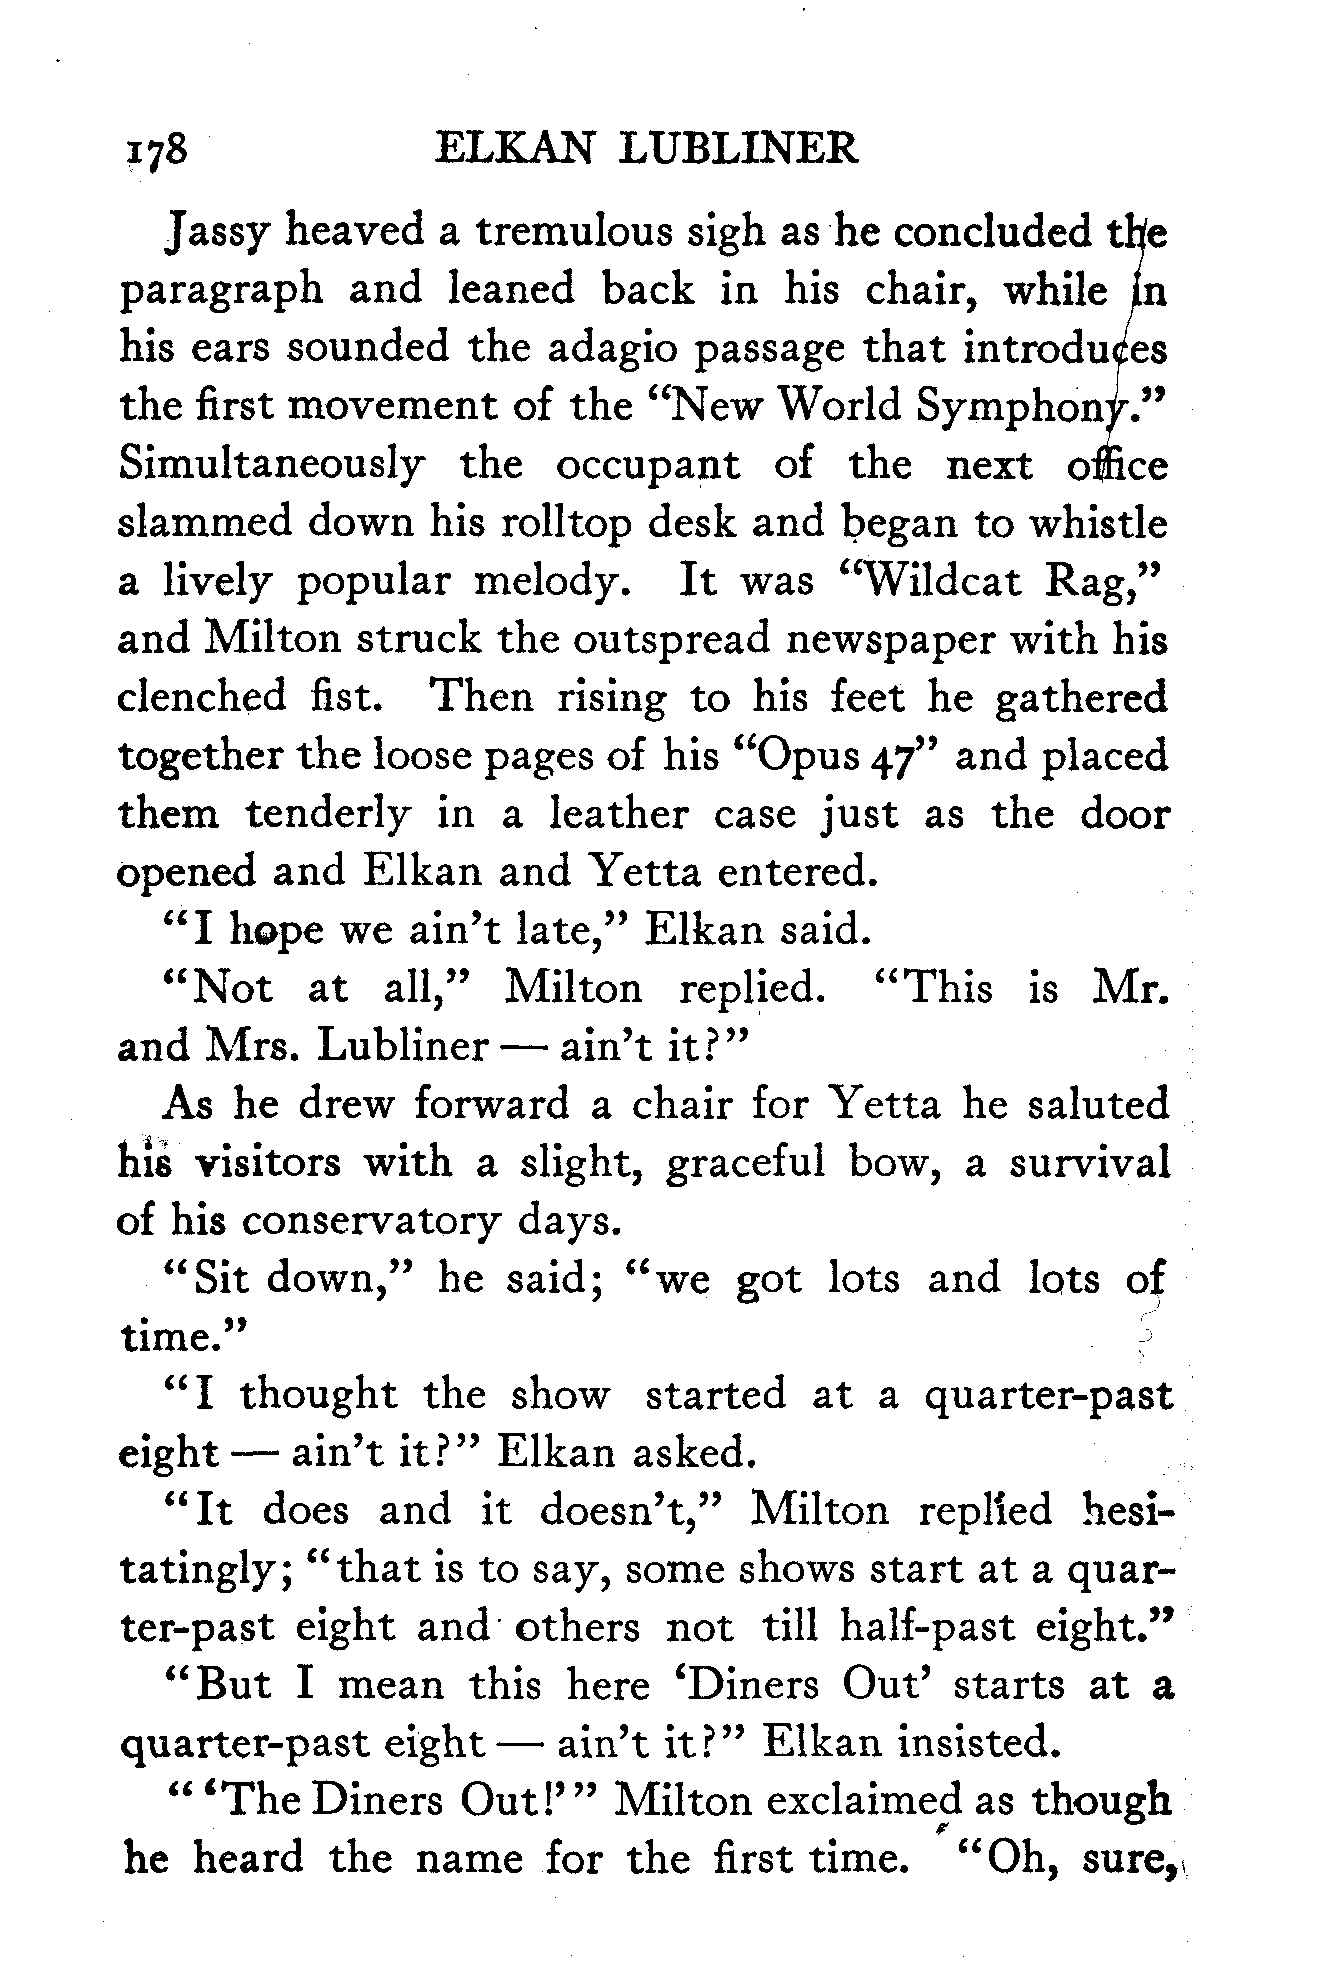 178 ELKAN LUBLINER
Jassy heaved a tremulous sigh as he concluded the
paragraph and leaned back in his chair, while in
his ears sounded the adagio passage that introduces
the first movement of the “New World Symphony.”
Simultaneously the occupant of the next office
slammed down his rolltop desk and began to whistle
a lively popular melody. It was “Wildcat Rag,”
and Milton struck the outspread newspaper with his
clenched fist. Then rising to his feet he gathered
together the loose pages of his “Opus 47” and placed
them tenderly in a leather case just as the door
opened and Elkan and Yetta entered.
“I hope we ain’t late,” Elkan said.
“Not at all,” Milton replied. “This is Mr.
and Mrs. Lubliner — ain’t it?”
As he drew forward a chair for Yetta he saluted
his visitors with a slight, graceful bow, a survival
of his conservatory days.
“Sit down,” he said; “we got lots and lots of
time.”
“I thought the show started at a quarter-past
eight — ain’t it?” Elkan asked.
“It does and it doesn’t,” Milton replied hesi-
tatingly; “that is to say, some shows start at a quar-
ter-past eight and others not till half-past eight.”
“But I mean this here ‘Diners Out’ starts at a
quarter-past eight — ain’t it?” Elkan insisted.
“‘The Diners Out!’” Milton exclaimed as though
he heard the name for the first time. “Oh, sure,